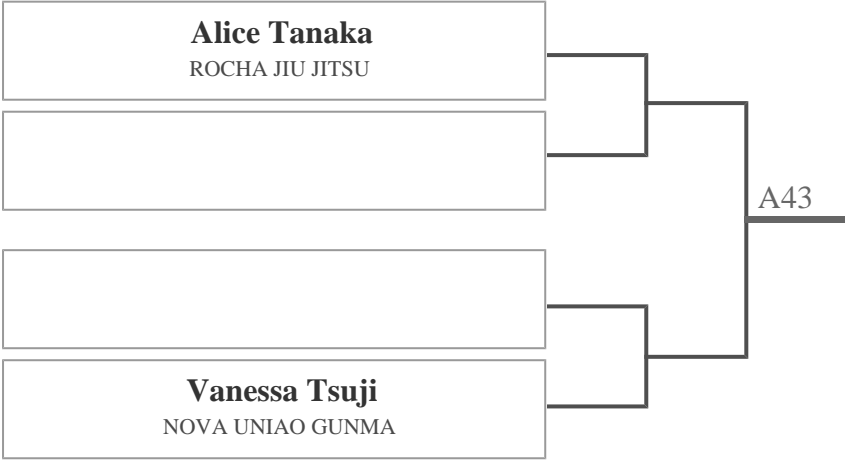 Alice Tanaka
ROCHA JIU JITSU
A43
Vanessa Tsuji
NOVA UNIAO GUNMA